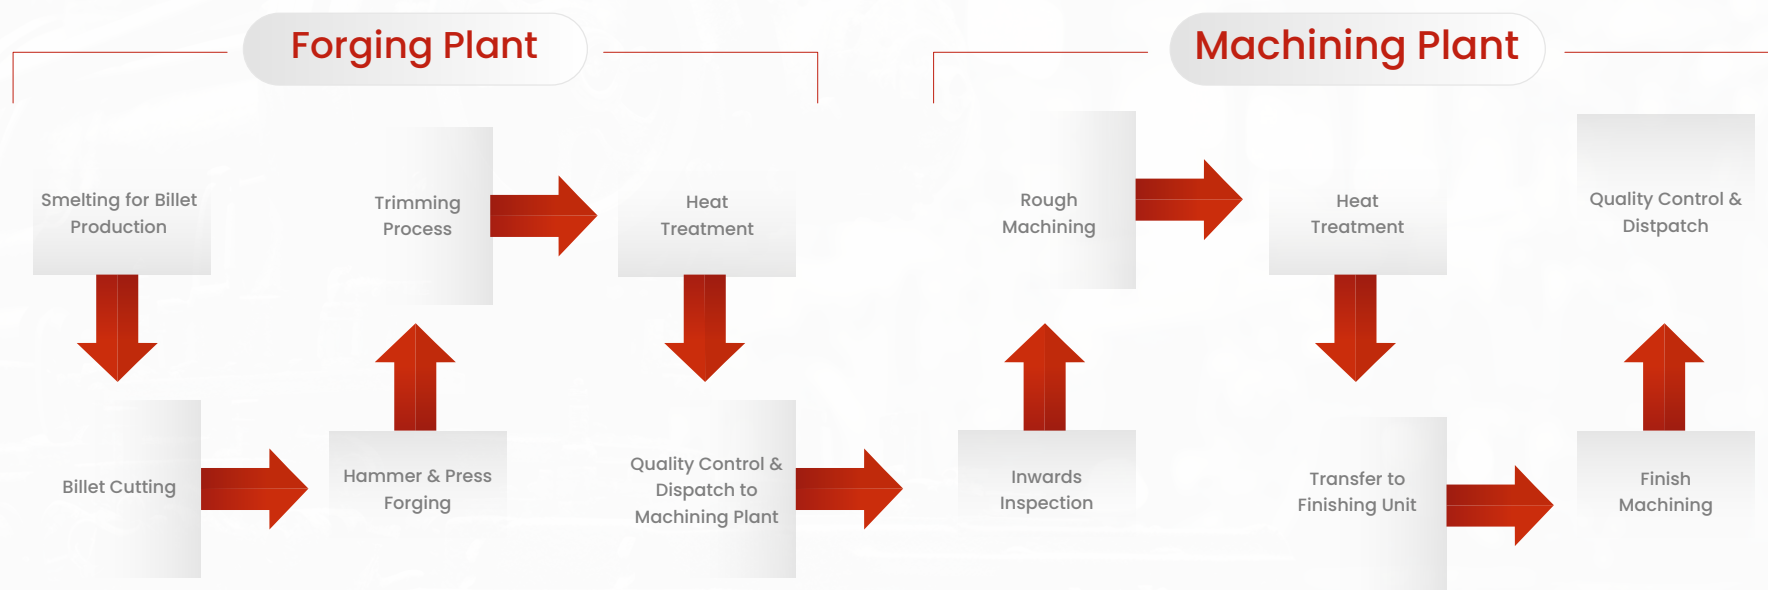 Forging Plant
Smelting for Billet
Production
Billet Cutting
Hammer & Press
Forging
Trimming
Process
Heat
Treatment
Quality Control &
Dispatch to
Machining Plant
Machining Plant
Inwards
Inspection
Rough
Machining
Heat
Treatment
Transfer to
Finishing Unit
Finish
Machining
Quality Control &
Distpatch